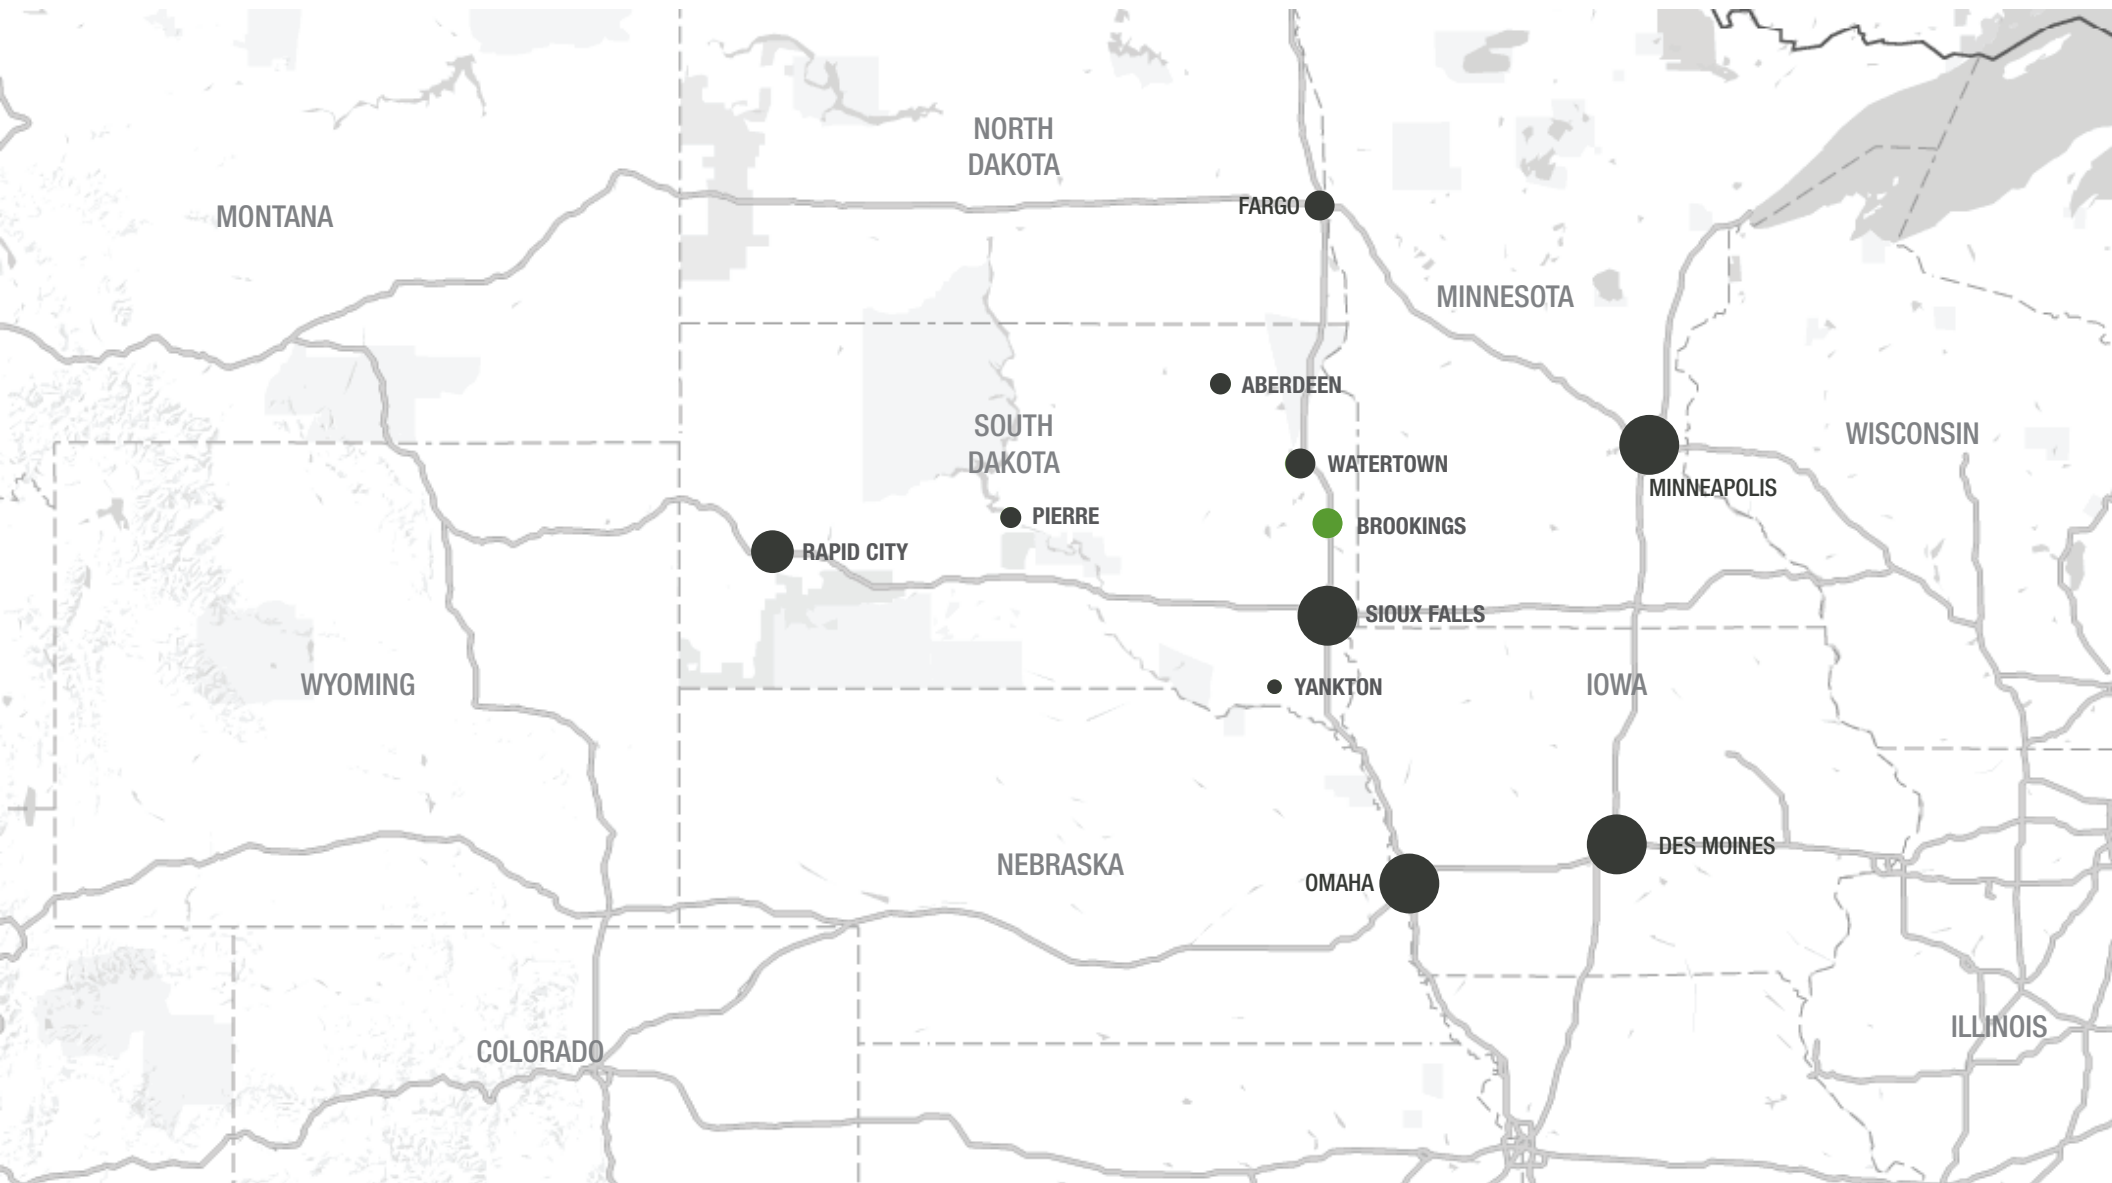 NORTH
DAKOTA
MONTANA
FARGO
MINNESOTA
ABERDEEN
SOUTH
DAKOTA
WISCONSIN
WATERTOWN
MINNEAPOLIS
PIERRE
BROOKINGS
RAPID CITY
SIOUX FALLS
WYOMING
YANKTON
IOWA
DES MOINES
NEBRASKA
OMAHA
ILLINOIS
COLORADO